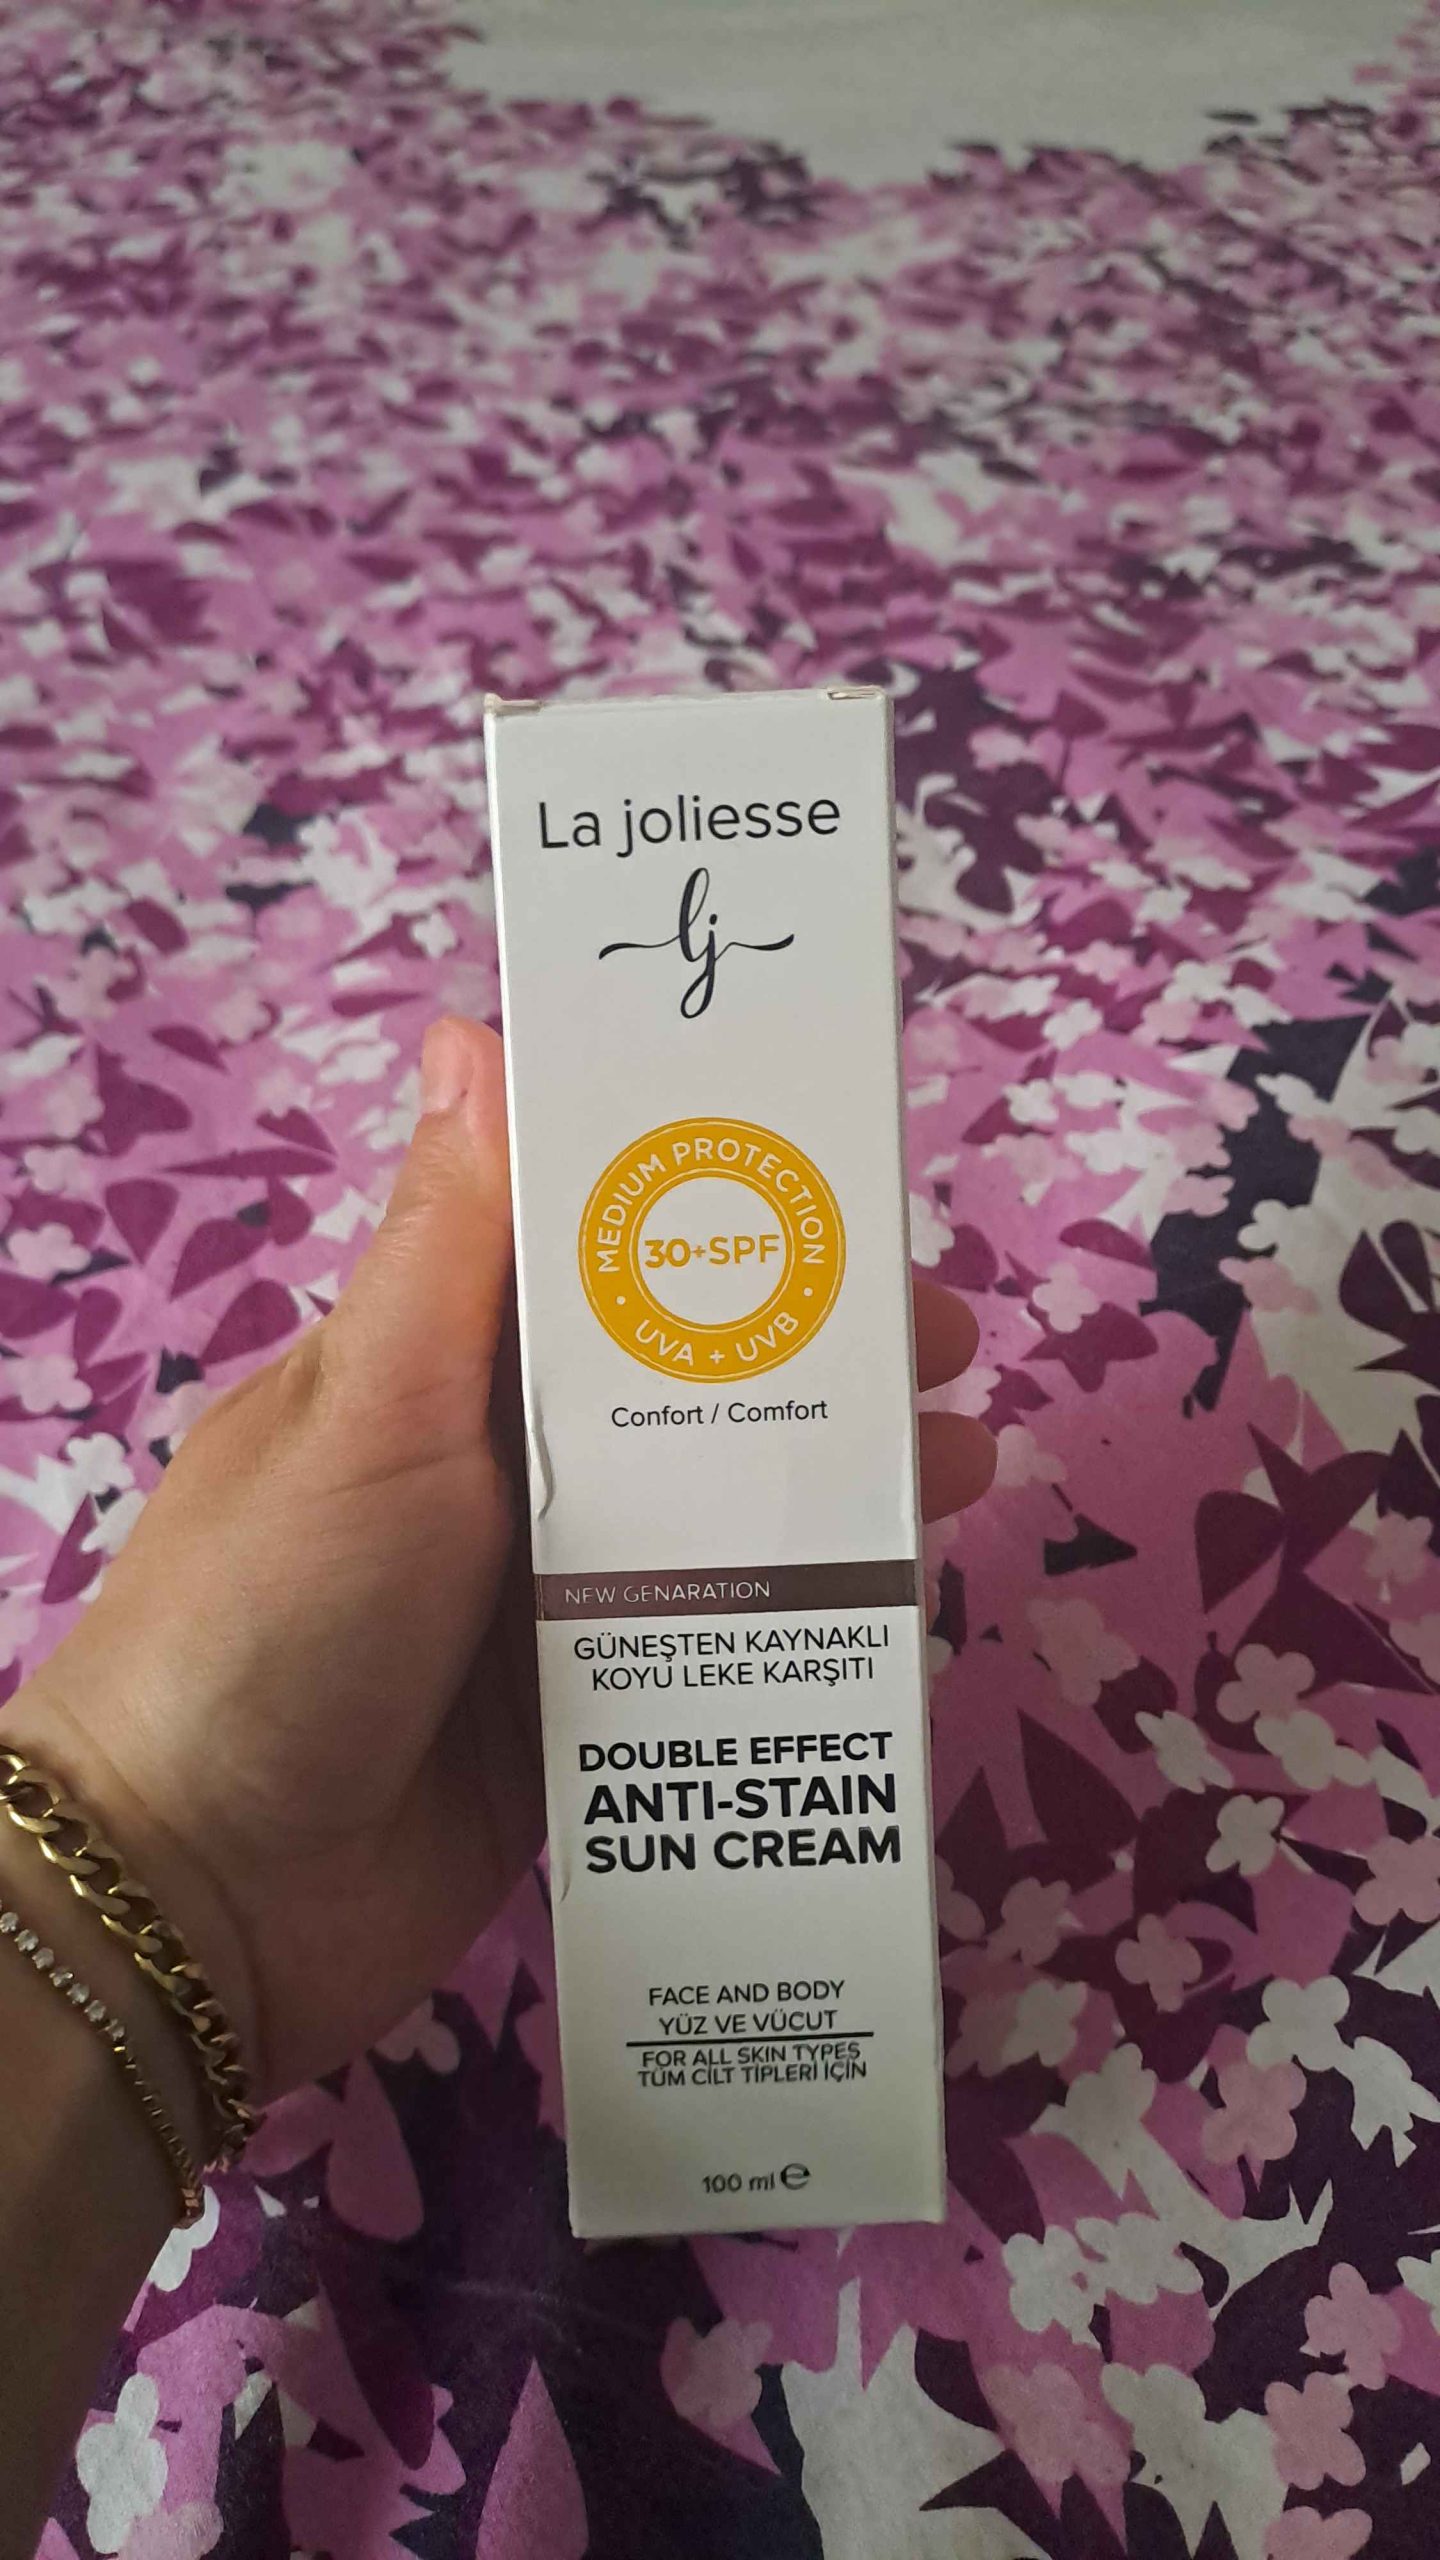 La joliesse
lj
MEDIUM PROTECTION
30+SPF
UVA + UVB
Confort / Comfort
NEW GENARATION
GÜNEŞTEN KAYNAKLI
KOYU LEKE KARŞITI
DOUBLE EFFECT
ANTI-STAIN
SUN CREAM
FACE AND BODY
YÜZ VE VÜCUT
FOR ALL SKIN TYPES
TÜM CİLT TİPLERİ İÇİN
100 ml ℮